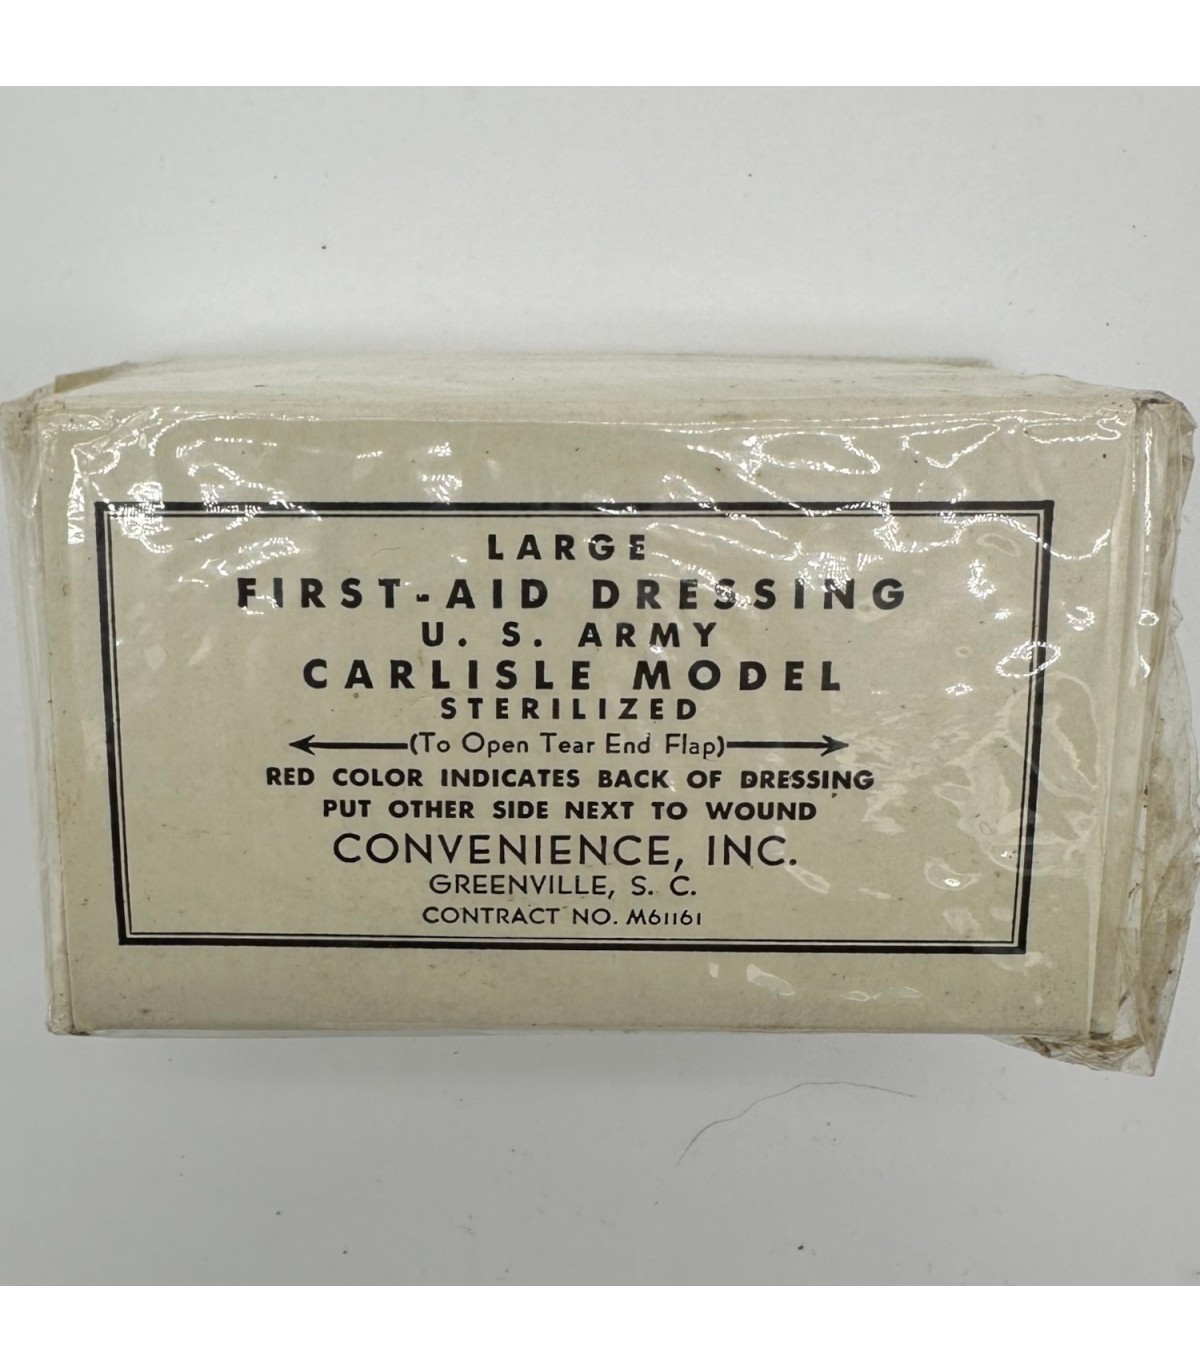 LARGE
FIRST-AID DRESSING
U. S. ARMY
CARLISLE MODEL
STERILIZED
(To Open Tear End Flap)
RED COLOR INDICATES BACK OF DRESSING
PUT OTHER SIDE NEXT TO WOUND
CONVENIENCE, INC.
GREENVILLE, S. C.
CONTRACT NO. M61161